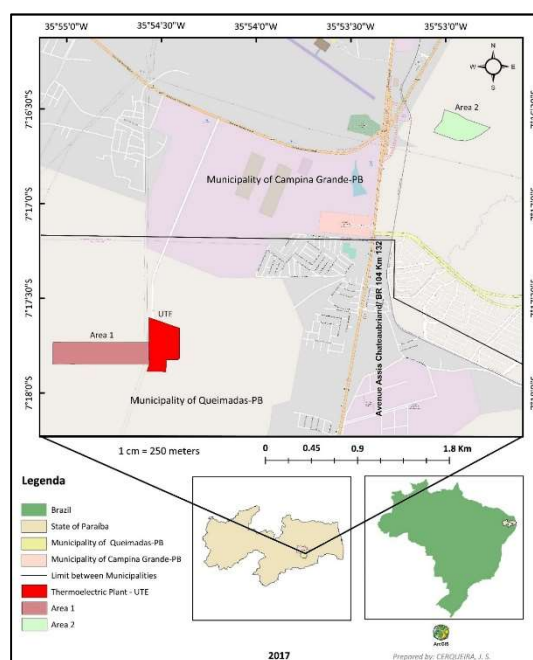 35°55'0"W 35°54'30"W 35°54'0"W 35°53'30"W 35°53'0"W
N
W E
S
7°16'30"S
7°17'0"S
7°17'30"S
7°18'0"S
Area 2
Municipality of Campina Grande-PB
Avenue Assis Chateaubriand/ BR 104 Km 132
UTE
Area 1
Municipality of Queimadas-PB
1 cm = 250 meters
0 0.45 0.9 1.8 Km
Legenda
Brazil
State of Paraíba
Municipality of Queimadas-PB
Municipality of Campina Grande-PB
Limit between Municipalities
Thermoelectric Plant - UTE
Area 1
Area 2
ArcGIS
2017
Prepared by: CERQUEIRA, J. S.